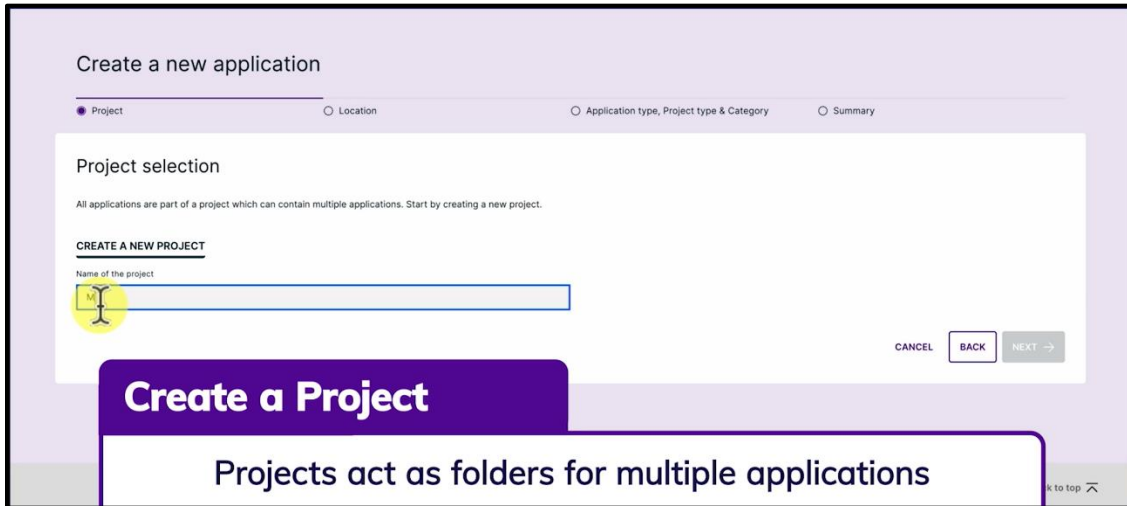 Create a new application
Project
Location
Application type, Project type & Category
Summary
Project selection
All applications are part of a project which can contain multiple applications. Start by creating a new project.
CREATE A NEW PROJECT
Name of the project
M
CANCEL
BACK
NEXT →
Create a Project
Projects act as folders for multiple applications
to top